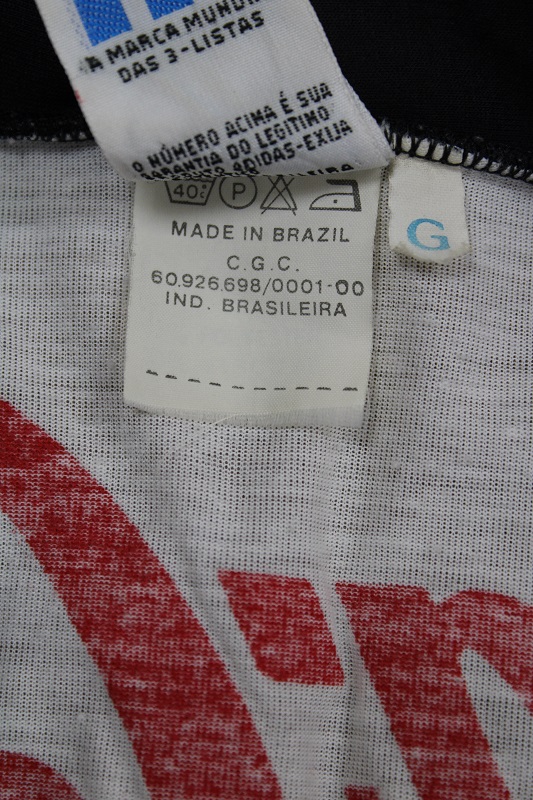 A MARCA MUNDI
DAS 3-LISTAS
O NÚMERO ACIMA É SUA
GARANTIA DO LEGÍTIMO
ADIDAS-EXIJA
40°C P
MADE IN BRAZIL
C.G.C.
60.926.698/0001-00
IND. BRASILEIRA
G